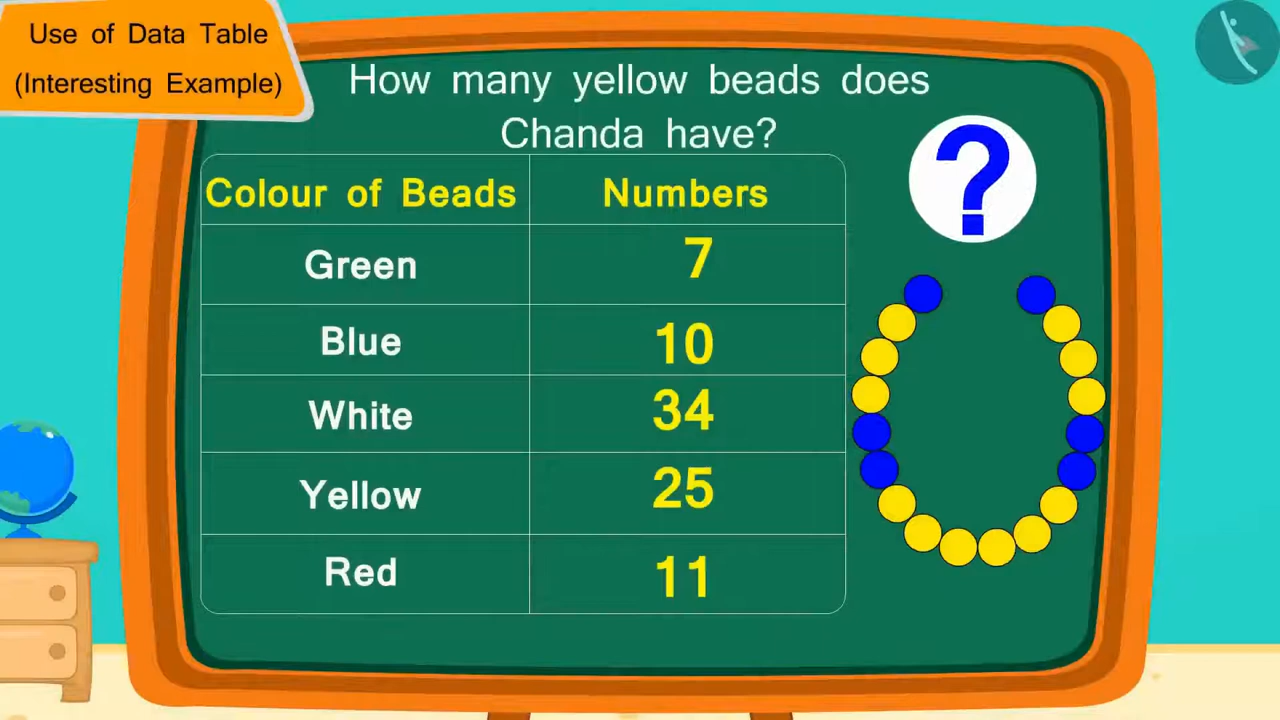 Use of Data Table
(Interesting Example)
How many yellow beads does
Chanda have?
?
Colour of Beads Numbers
Green 7
Blue 10
White 34
Yellow 25
Red 11